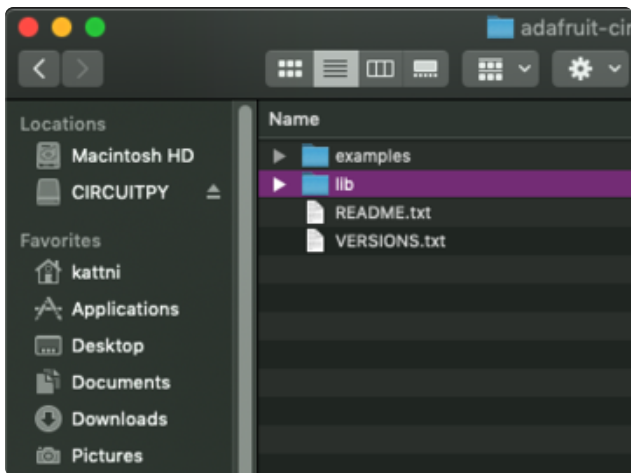 adafruit-cir
Locations
Macintosh HD
CIRCUITPY
Favorites
kattni
Applications
Desktop
Documents
Downloads
Pictures
Name
examples
lib
README.txt
VERSIONS.txt